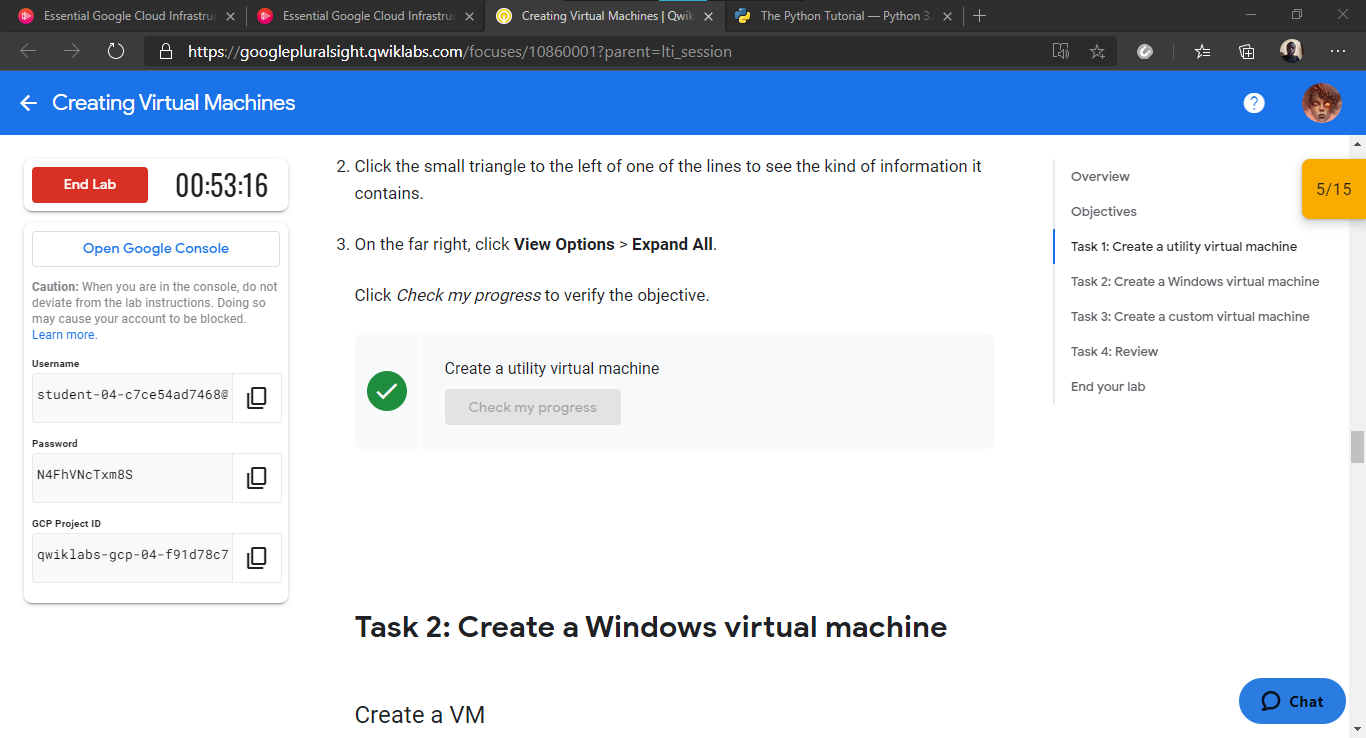 Essential Google Cloud Infrastru
Essential Google Cloud Infrastru
Creating Virtual Machines | Qwik
The Python Tutorial — Python 3.
https://googlepluralsight.qwiklabs.com/focuses/10860001?parent=lti_session
Creating Virtual Machines
End Lab
00:53:16
Open Google Console
Caution: When you are in the console, do not
deviate from the lab instructions. Doing so
may cause your account to be blocked.
Learn more.
Username
student-04-c7ce54ad7468@
Password
N4FhVNcTxm8S
GCP Project ID
qwiklabs-gcp-04-f91d78c7
2. Click the small triangle to the left of one of the lines to see the kind of information it
contains.
3. On the far right, click View Options > Expand All.
Click Check my progress to verify the objective.
Create a utility virtual machine
Check my progress
Task 2: Create a Windows virtual machine
Create a VM
Overview
Objectives
Task 1: Create a utility virtual machine
Task 2: Create a Windows virtual machine
Task 3: Create a custom virtual machine
Task 4: Review
End your lab
5/15
Chat